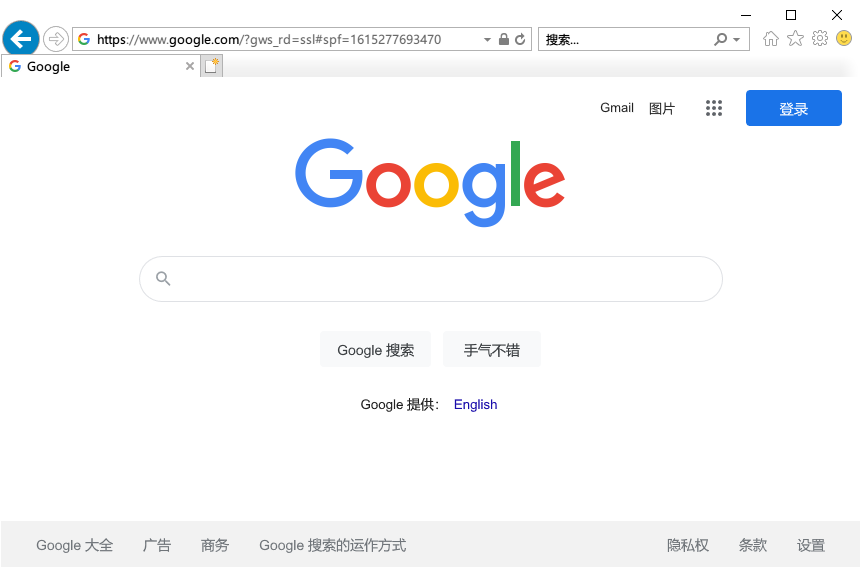 https://www.google.com/?gws_rd=ssl#spf=1615277693470
搜索...
Google
Gmail 图片 登录
Google
Google 搜索 手气不错
Google 提供： English
Google 大全 广告 商务 Google 搜索的运作方式 隐私权 条款 设置